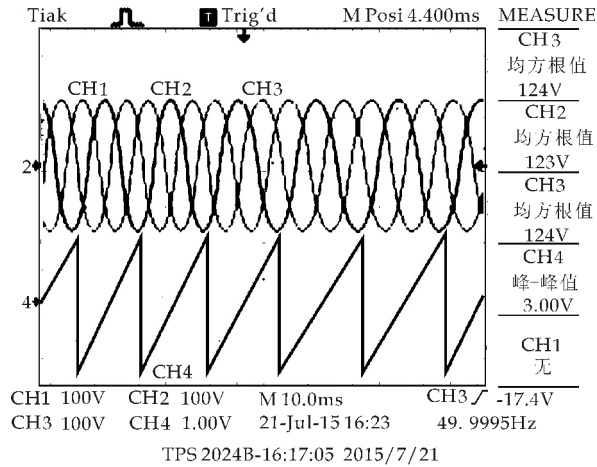 Tiak T Trig'd M Posi 4.400ms MEASURE
CH3
均方根值
124V
CH1 CH2 CH3
CH2
均方根值
123V
2
CH3
均方根值
124V
CH4
峰-峰值
3.00V
4
CH1
无
CH4
CH1 100V CH2 100V M 10.0ms CH3 -17.4V
CH3 100V CH4 1.00V 21-Jul-15 16:23 49.9995Hz
TPS 2024B-16:17:05 2015/7/21